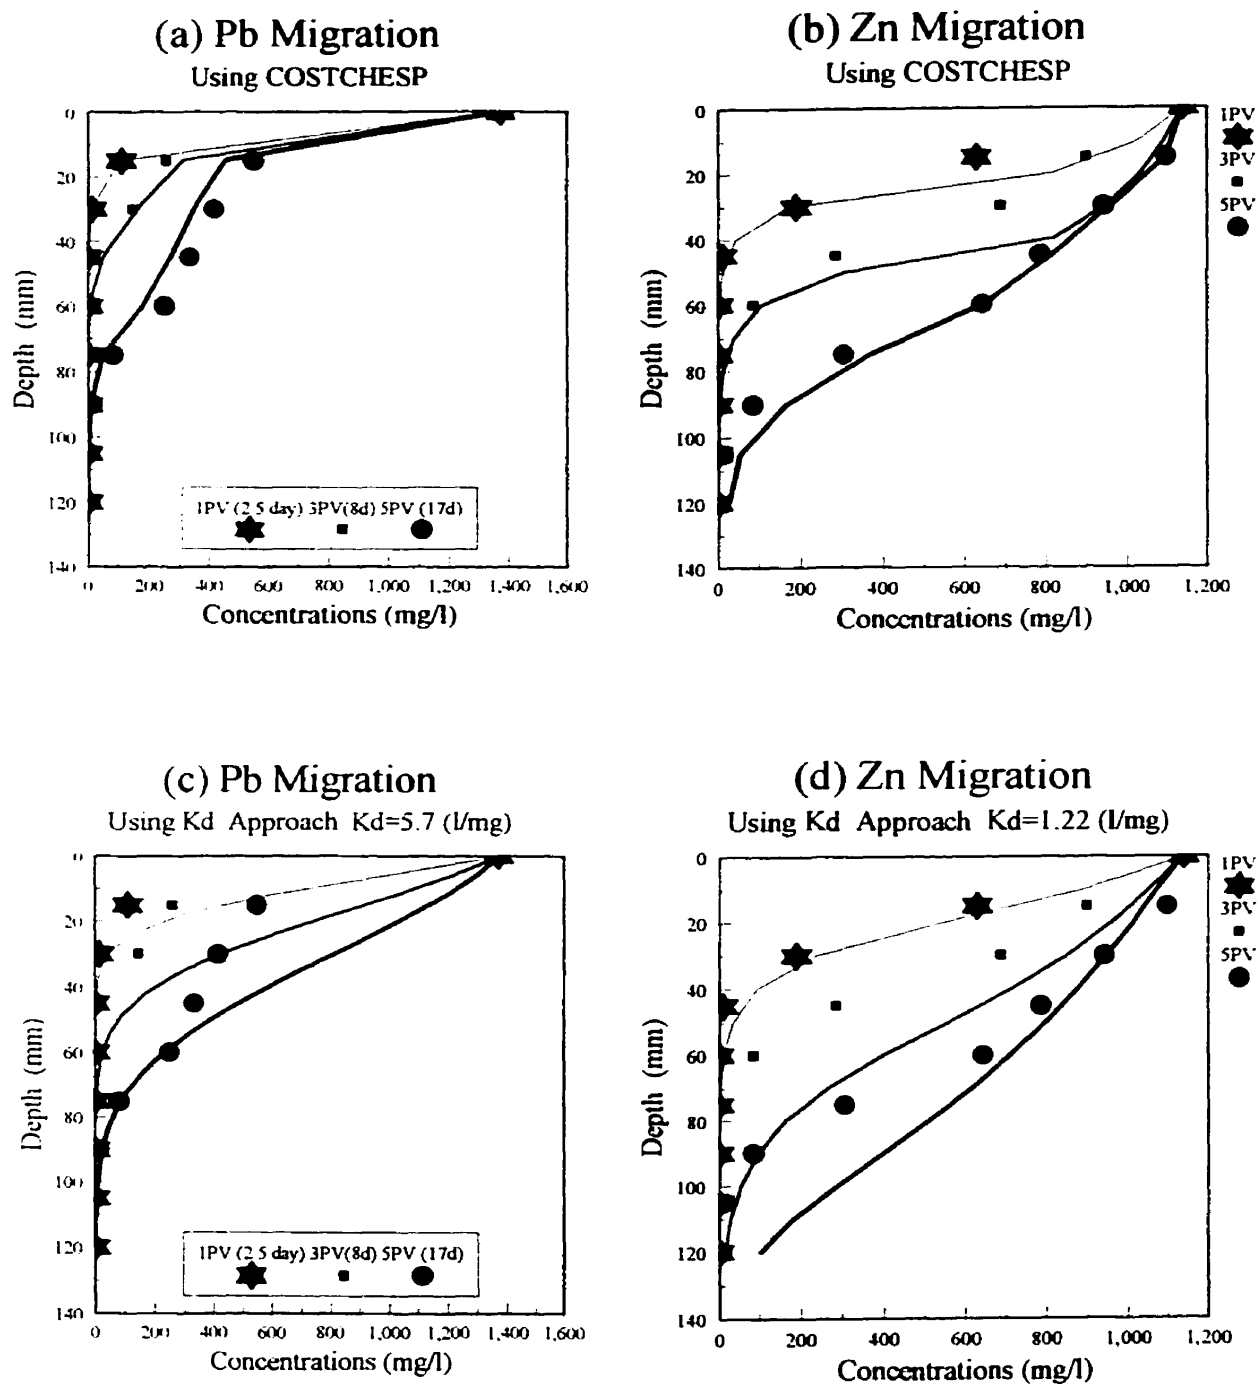 (a) Pb Migration
Using COSTCHESP
0
20
40
60
80
100
120
140
Depth (mm)
0 200 400 600 800 1,000 1,200 1,400 1,600
Concentrations (mg/l)
1PV (2 5 day) 3PV(8d) 5PV (17d)
(b) Zn Migration
Using COSTCHESP
0
20
40
60
80
100
120
140
Depth (mm)
0 200 400 600 800 1,000 1,200
Concentrations (mg/l)
1PV
3PV
5PV
(c) Pb Migration
Using Kd Approach Kd=5.7 (l/mg)
0
20
40
60
80
100
120
140
Depth (mm)
0 200 400 600 800 1,000 1,200 1,400 1,600
Concentrations (mg/l)
1PV (2 5 day) 3PV(8d) 5PV (17d)
(d) Zn Migration
Using Kd Approach Kd=1.22 (l/mg)
0
20
40
60
80
100
120
140
Depth (mm)
0 200 400 600 800 1,000 1,200
Concentrations (mg/l)
1PV
3PV
5PV